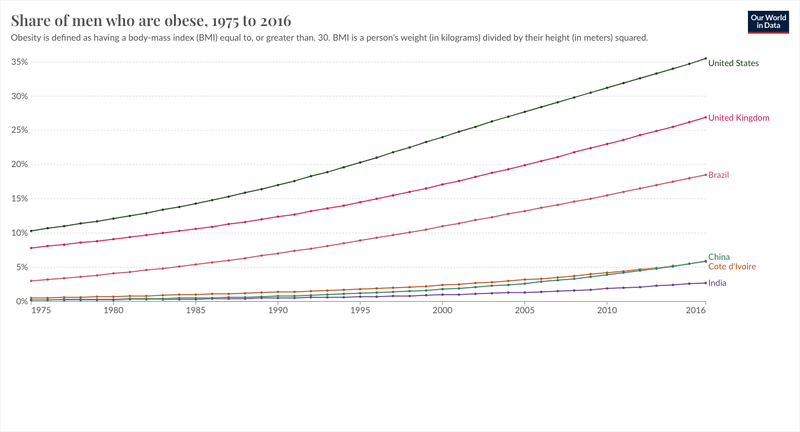 Share of men who are obese, 1975 to 2016
Our World
in Data
Obesity is defined as having a body-mass index (BMI) equal to, or greater than, 30. BMI is a person's weight (in kilograms) divided by their height (in meters) squared.
35%
30%
25%
20%
15%
10%
5%
0%
United States
United Kingdom
Brazil
China
Cote d'Ivoire
India
1975
1980
1985
1990
1995
2000
2005
2010
2016